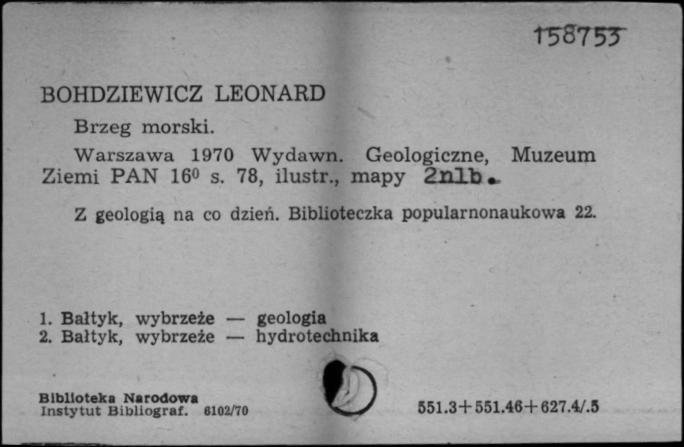 158753
BOHDZIEWICZ LEONARD
Brzeg morski.
Warszawa 1970 Wydawn. Geologiczne, Muzeum
Ziemi PAN 16⁰ s. 78, ilustr., mapy 2nlb.
Z geologią na co dzień. Biblioteczka popularnonaukowa 22.
1. Bałtyk, wybrzeże — geologia
2. Bałtyk, wybrzeże — hydrotechnika
Biblioteka Narodowa
Instytut Bibliograf. 6102/70
551.3+551.46+627.4/.5